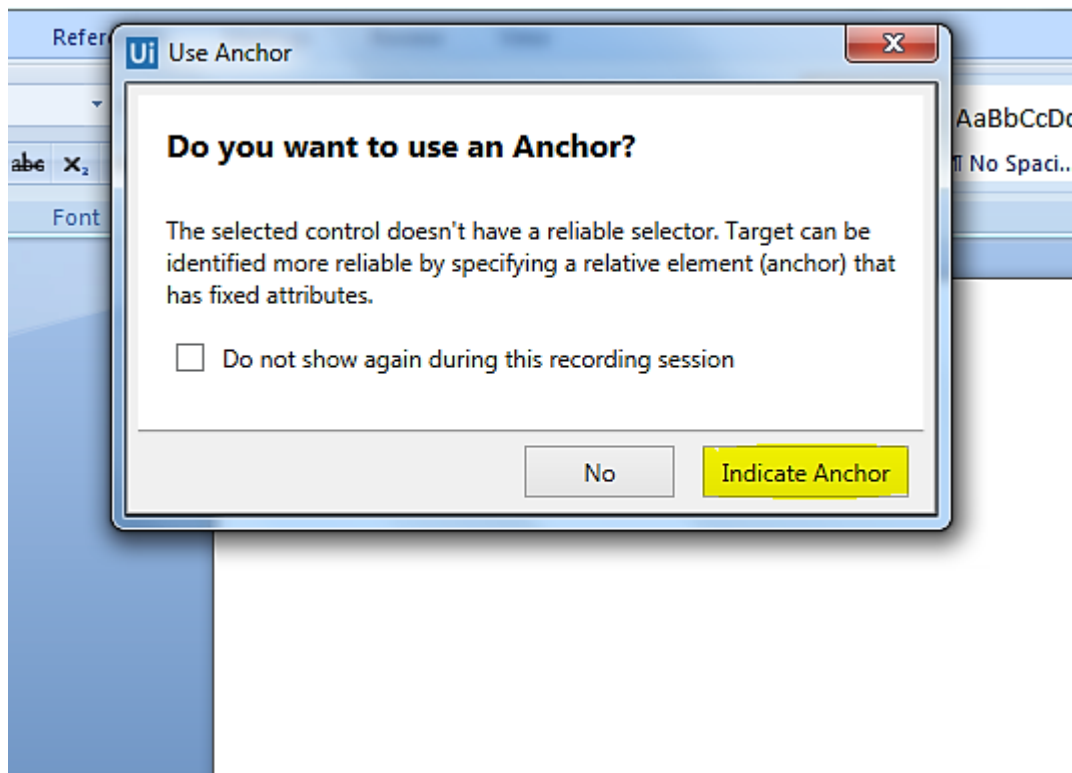 Refer
Ui Use Anchor
X
AaBbCcDc
abc X₂
¶ No Spaci...
Font
Do you want to use an Anchor?
The selected control doesn't have a reliable selector. Target can be
identified more reliable by specifying a relative element (anchor) that
has fixed attributes.
Do not show again during this recording session
No
Indicate Anchor